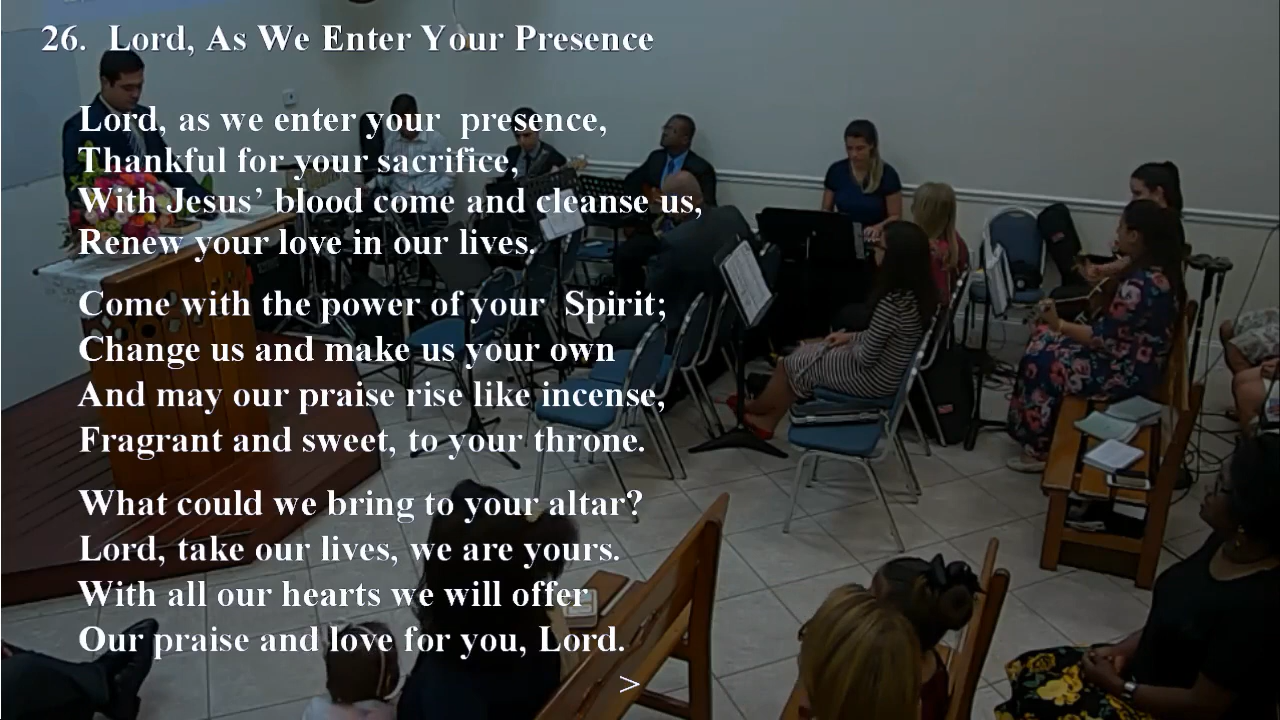 26. Lord, As We Enter Your Presence
Lord, as we enter your presence,
Thankful for your sacrifice,
With Jesus’ blood come and cleanse us,
Renew your love in our lives.
Come with the power of your Spirit;
Change us and make us your own
And may our praise rise like incense,
Fragrant and sweet, to your throne.
What could we bring to your altar?
Lord, take our lives, we are yours.
With all our hearts we will offer
Our praise and love for you, Lord.
>